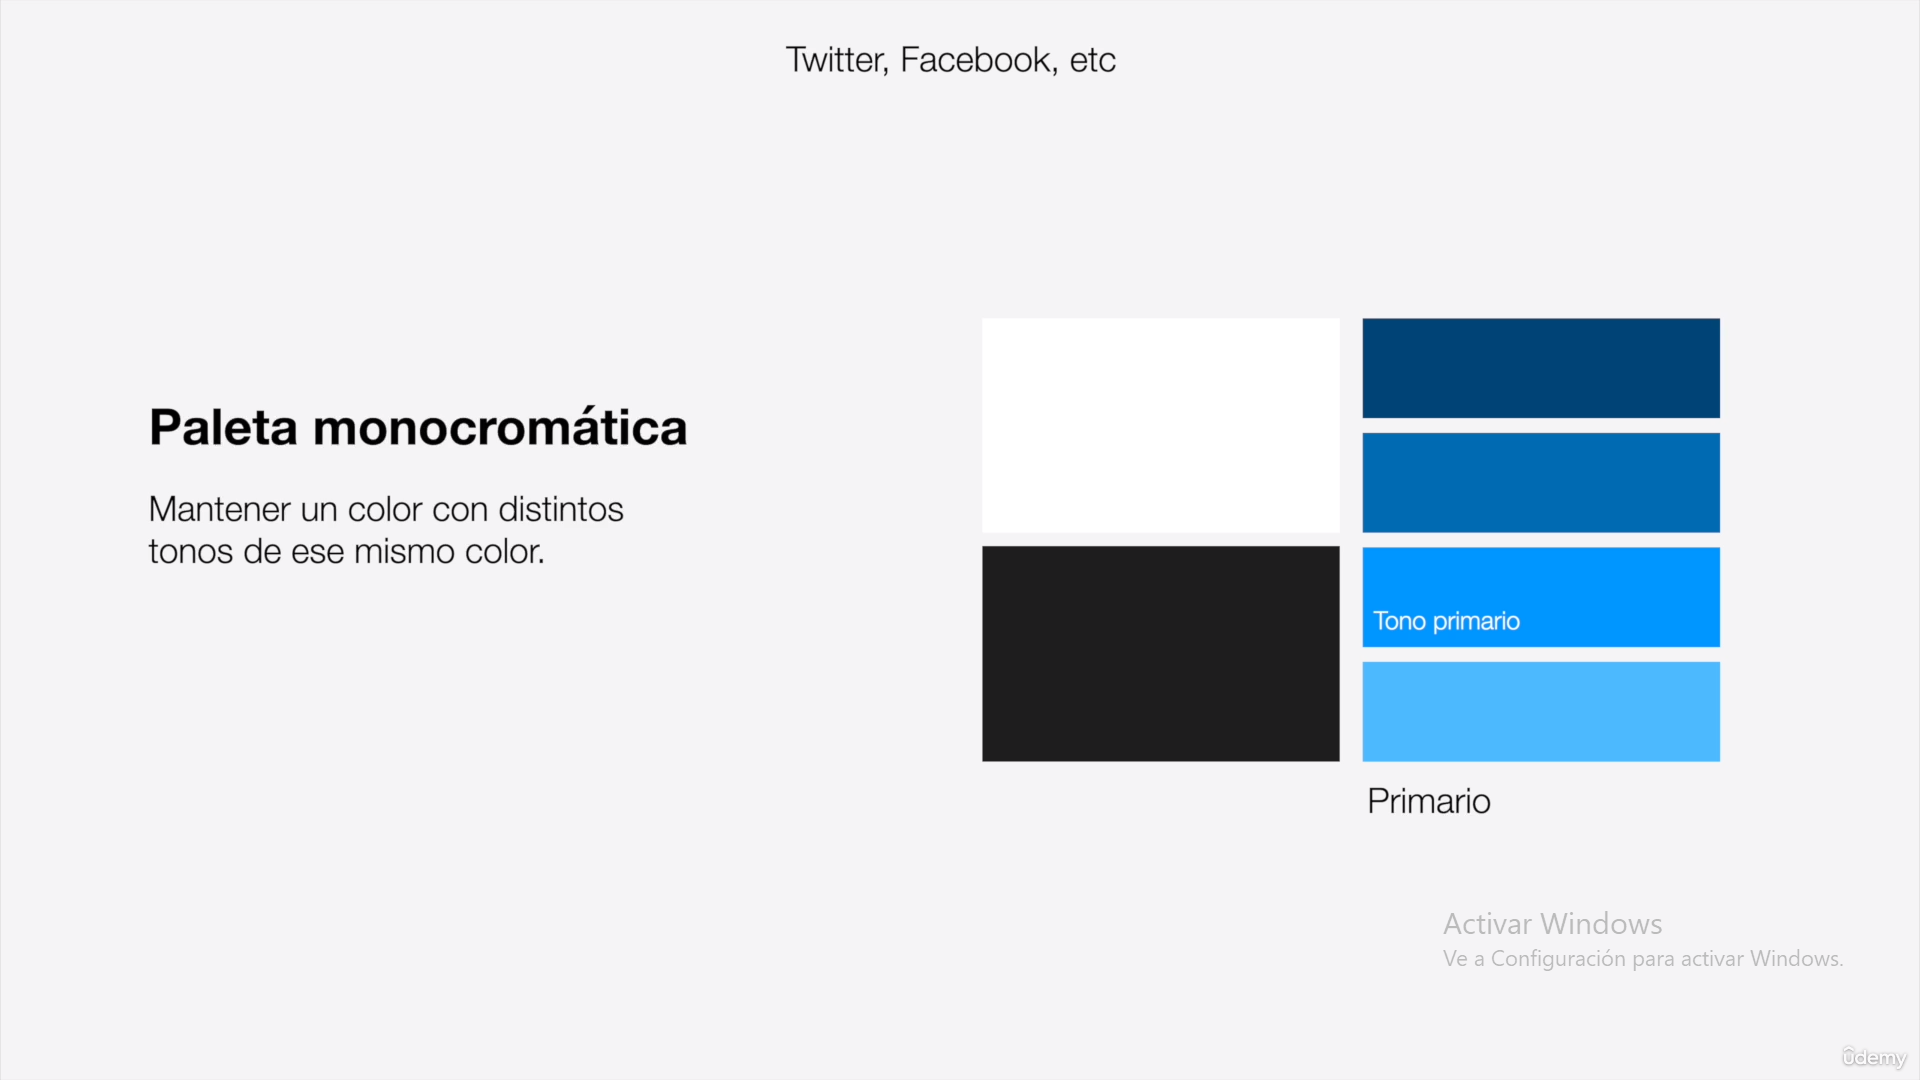 Twitter, Facebook, etc
Paleta monocromática
Mantener un color con distintos
tonos de ese mismo color.
Tono primario
Primario
Activar Windows
Ve a Configuración para activar Windows.
ûdemy